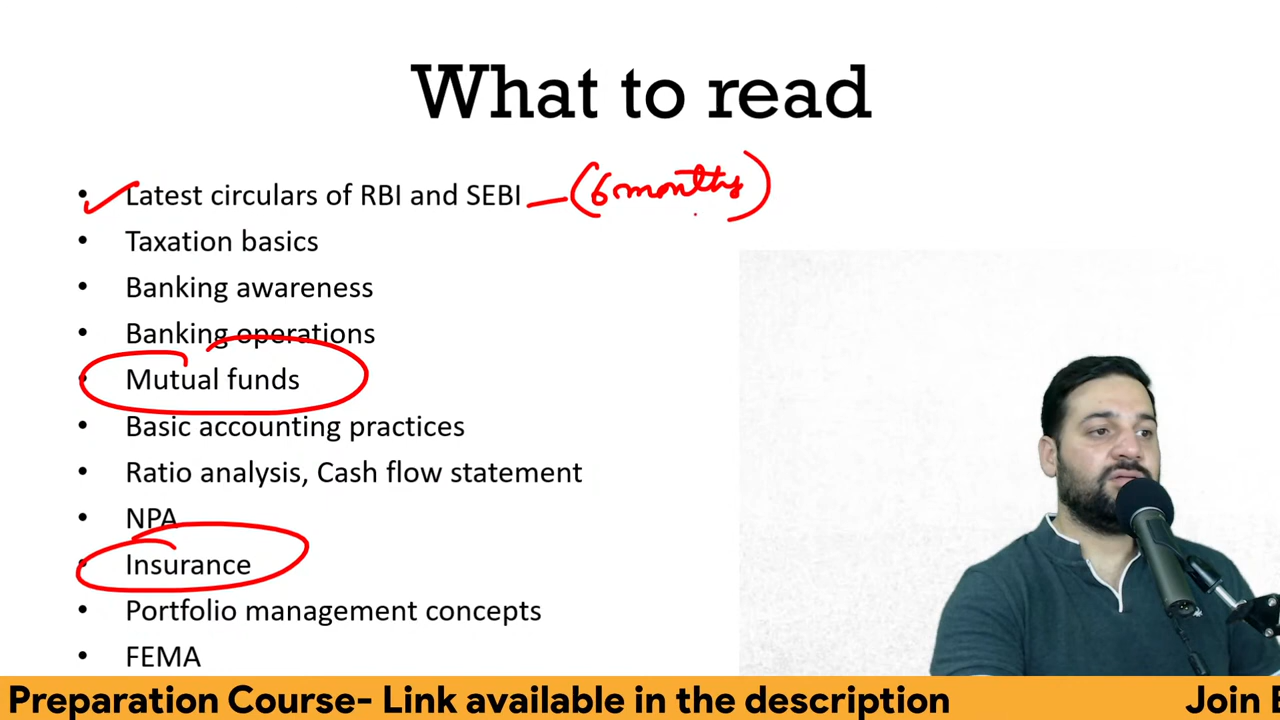 What to read
• Latest circulars of RBI and SEBI – (6 months)
• Taxation basics
• Banking awareness
• Banking operations
• Mutual funds
• Basic accounting practices
• Ratio analysis, Cash flow statement
• NPA
• Insurance
• Portfolio management concepts
• FEMA
Preparation Course- Link available in the description Join